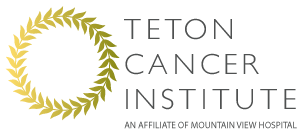 TETON
CANCER
INSTITUTE
AN AFFILIATE OF MOUNTAIN VIEW HOSPITAL